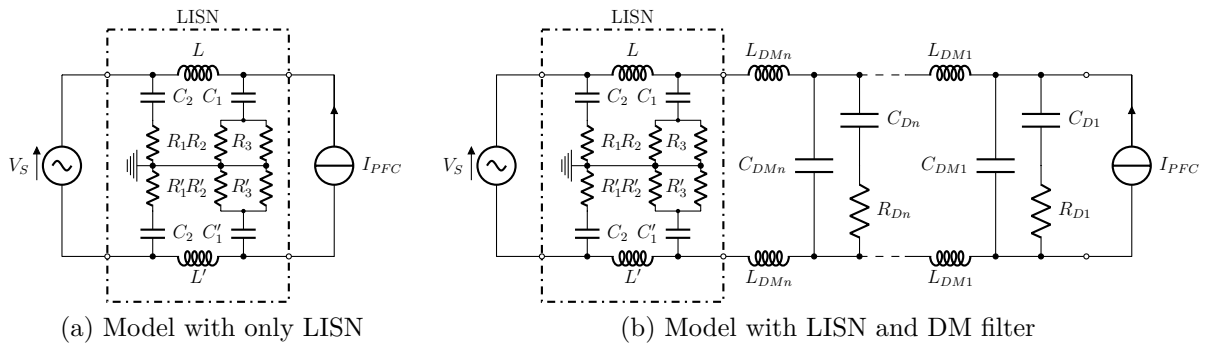 LISN
L
C₂ C₁
R₁R₂ R₃
V_S
I_PFC
R′₁R′₂ R′₃
C₂ C′₁
L′
(a) Model with only LISN
LISN
L
L_DMn
L_DM1
C₂ C₁
C_Dn
C_D1
R₁R₂ R₃
V_S
C_DMn
C_DM1
I_PFC
R′₁R′₂ R′₃
R_Dn
R_D1
C₂ C′₁
L′
L_DMn
L_DM1
(b) Model with LISN and DM filter